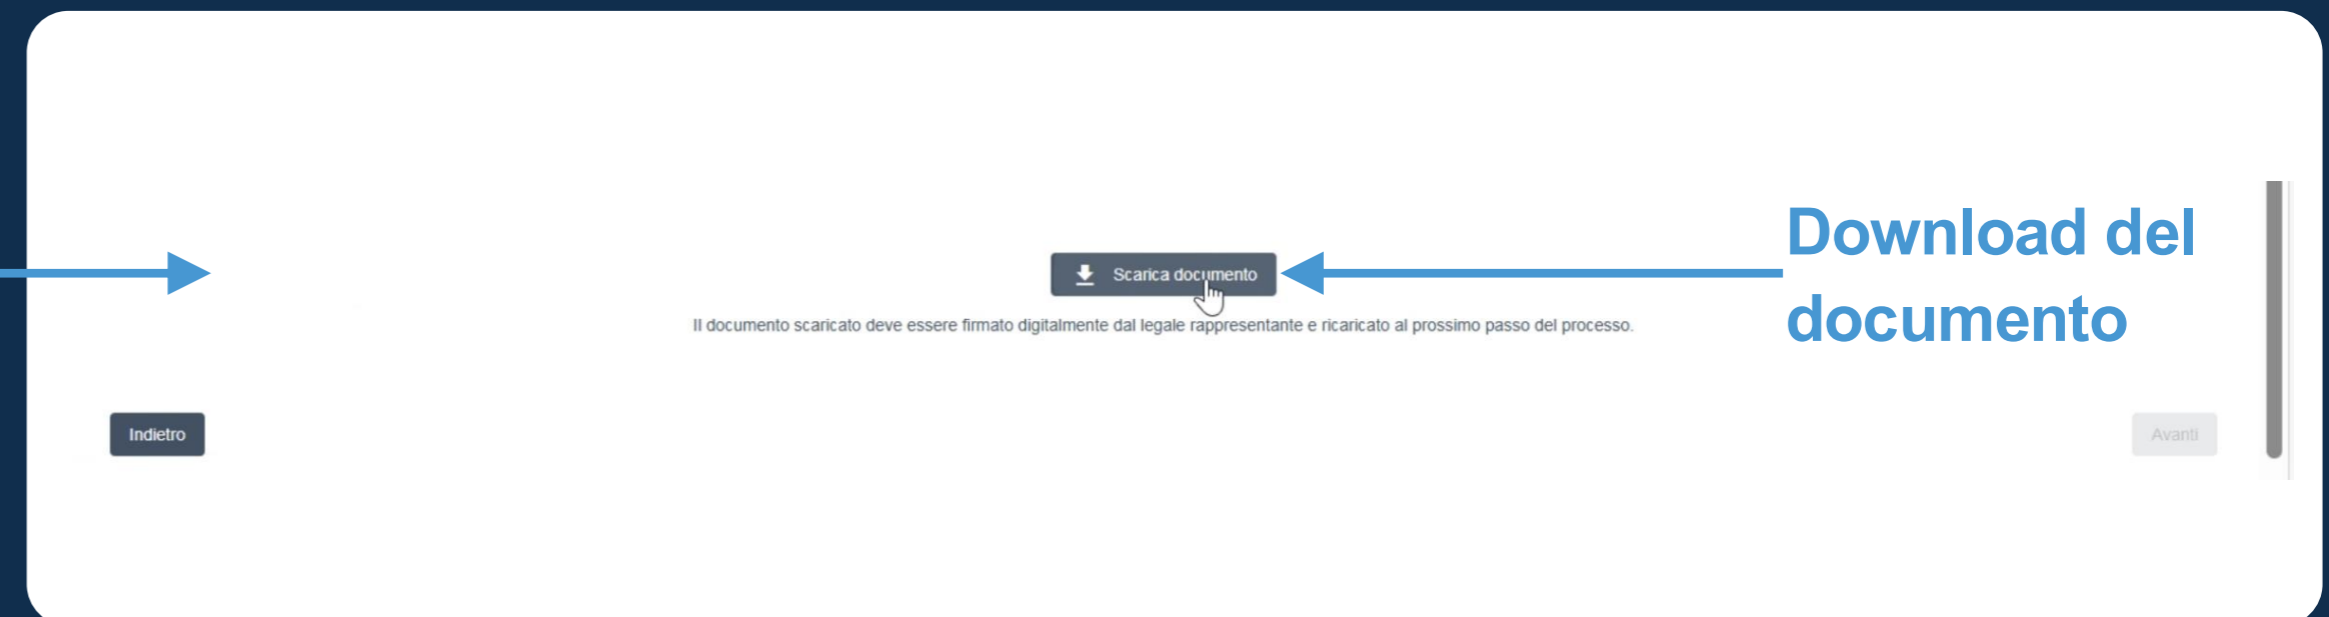 Download del
documento
Scarica documento
Il documento scaricato deve essere firmato digitalmente dal legale rappresentante e ricaricato al prossimo passo del processo.
Indietro
Avanti